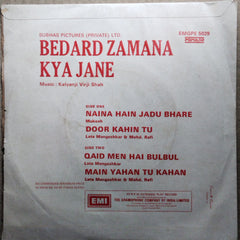 SUBHAS PICTURES (PRIVATE) LTD.
EMGPE 5029
BEDARD ZAMANA
KYA JANE
Music : Kalyanji Virji Shah
SIDE ONE
NAINA HAIN JADU BHARE
Mukesh
DOOR KAHIN TU
Lata Mangeshkar & Mohd. Rafi
SIDE TWO
QAID MEN HAI BULBUL
Lata Mangeshkar
MAIN YAHAN TU KAHAN
Lata Mangeshkar & Mohd. Rafi
EMI
THE GRAMOPHONE COMPANY OF INDIA LIMITED